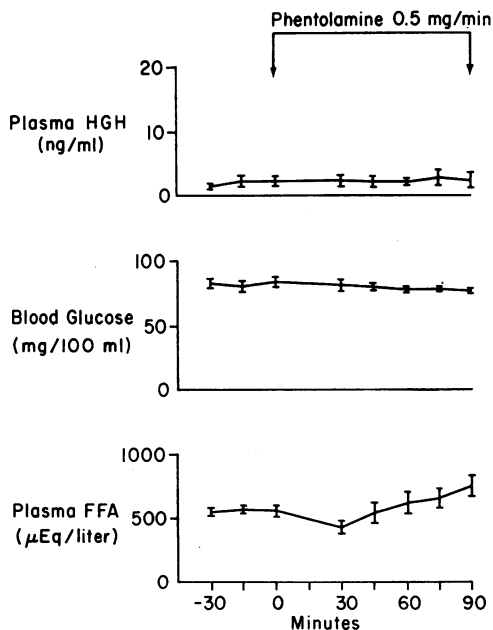 Phentolamine 0.5 mg/min
20
Plasma HGH
(ng/ml)
10
0
100
Blood Glucose
(mg/100 ml)
50
0
1000
Plasma FFA
(μEq/liter)
500
0
-30 0 30 60 90
Minutes